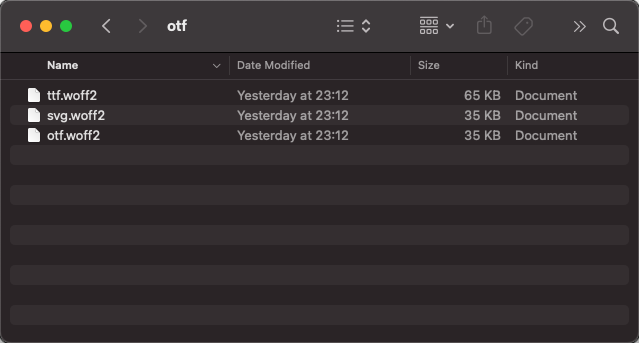 otf
Name Date Modified Size Kind
ttf.woff2 Yesterday at 23:12 65 KB Document
svg.woff2 Yesterday at 23:12 35 KB Document
otf.woff2 Yesterday at 23:12 35 KB Document